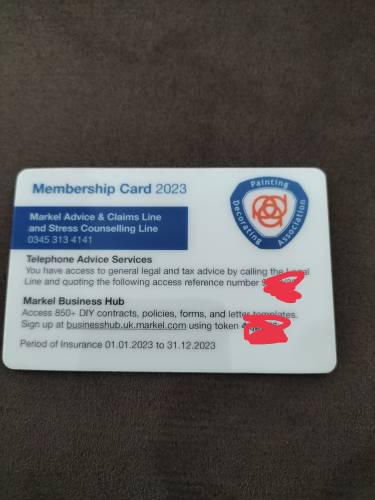 Membership Card 2023
Painting
Decorating
Association
Markel Advice & Claims Line
and Stress Counselling Line
0345 313 4141
Telephone Advice Services
You have access to general legal and tax advice by calling the Legal
Line and quoting the following access reference number
Markel Business Hub
Access 850+ DIY contracts, policies, forms, and letter templates.
Sign up at businesshub.uk.markel.com using token
Period of Insurance 01.01.2023 to 31.12.2023